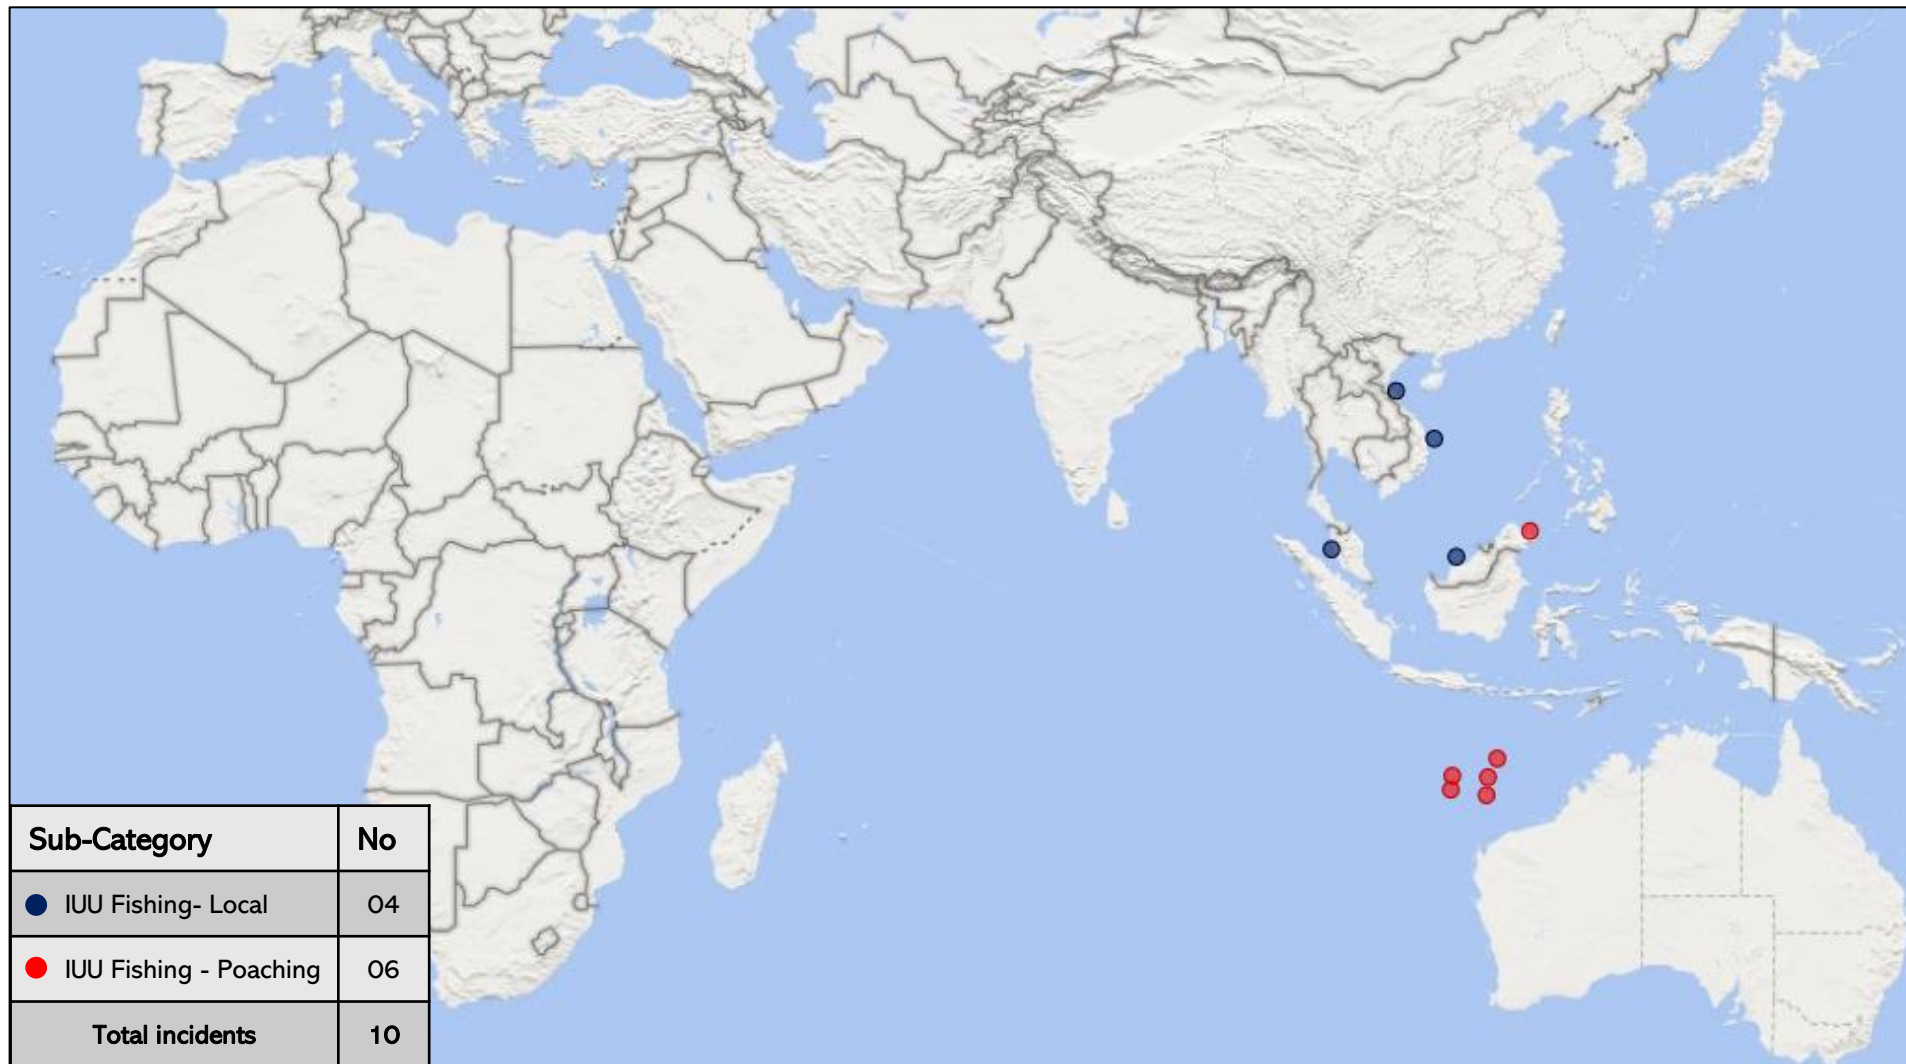 Sub-Category No
IUU Fishing- Local 04
IUU Fishing - Poaching 06
Total incidents 10